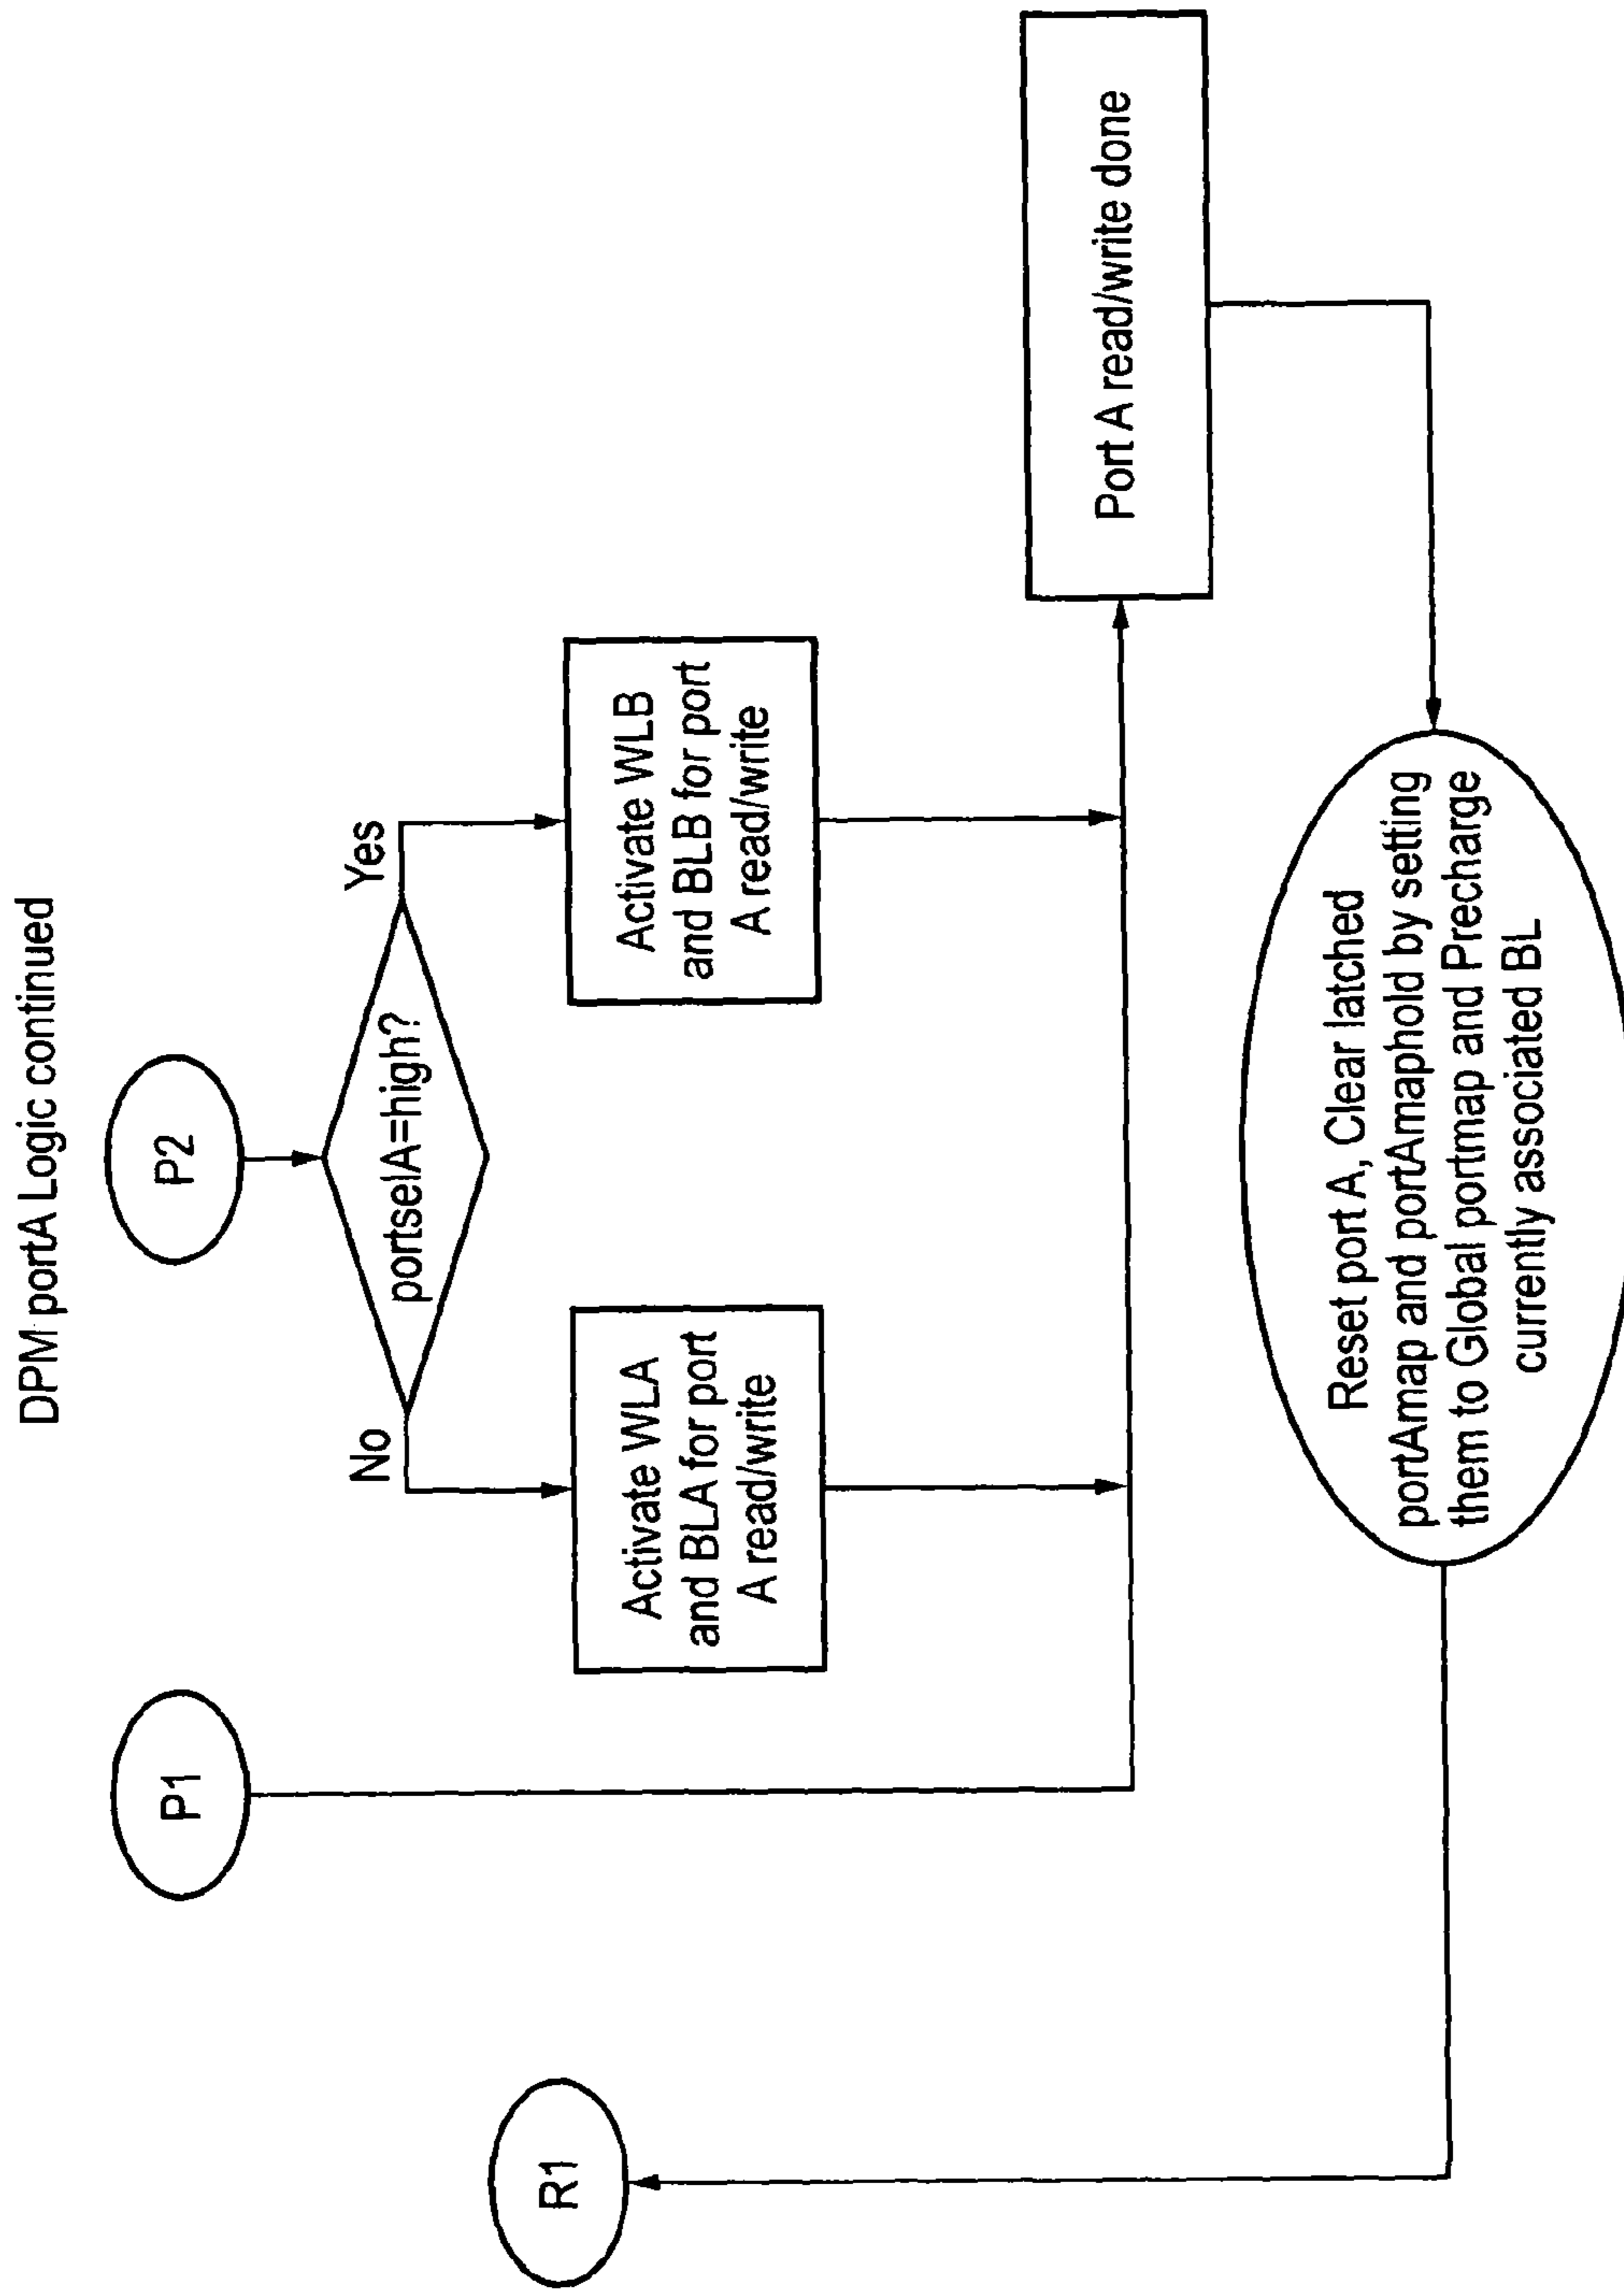 DPM portA Logic continued
P1
P2
portselA=high?
No
Yes
Activate WLA
and BLA for port
A read/write
Activate WLB
and BLB for port
A read/write
R1
Port A read/write done
Reset port A, Clear latched
portAmap and portAmaphold by setting
them to Global portmap and Precharge
currently associated BL